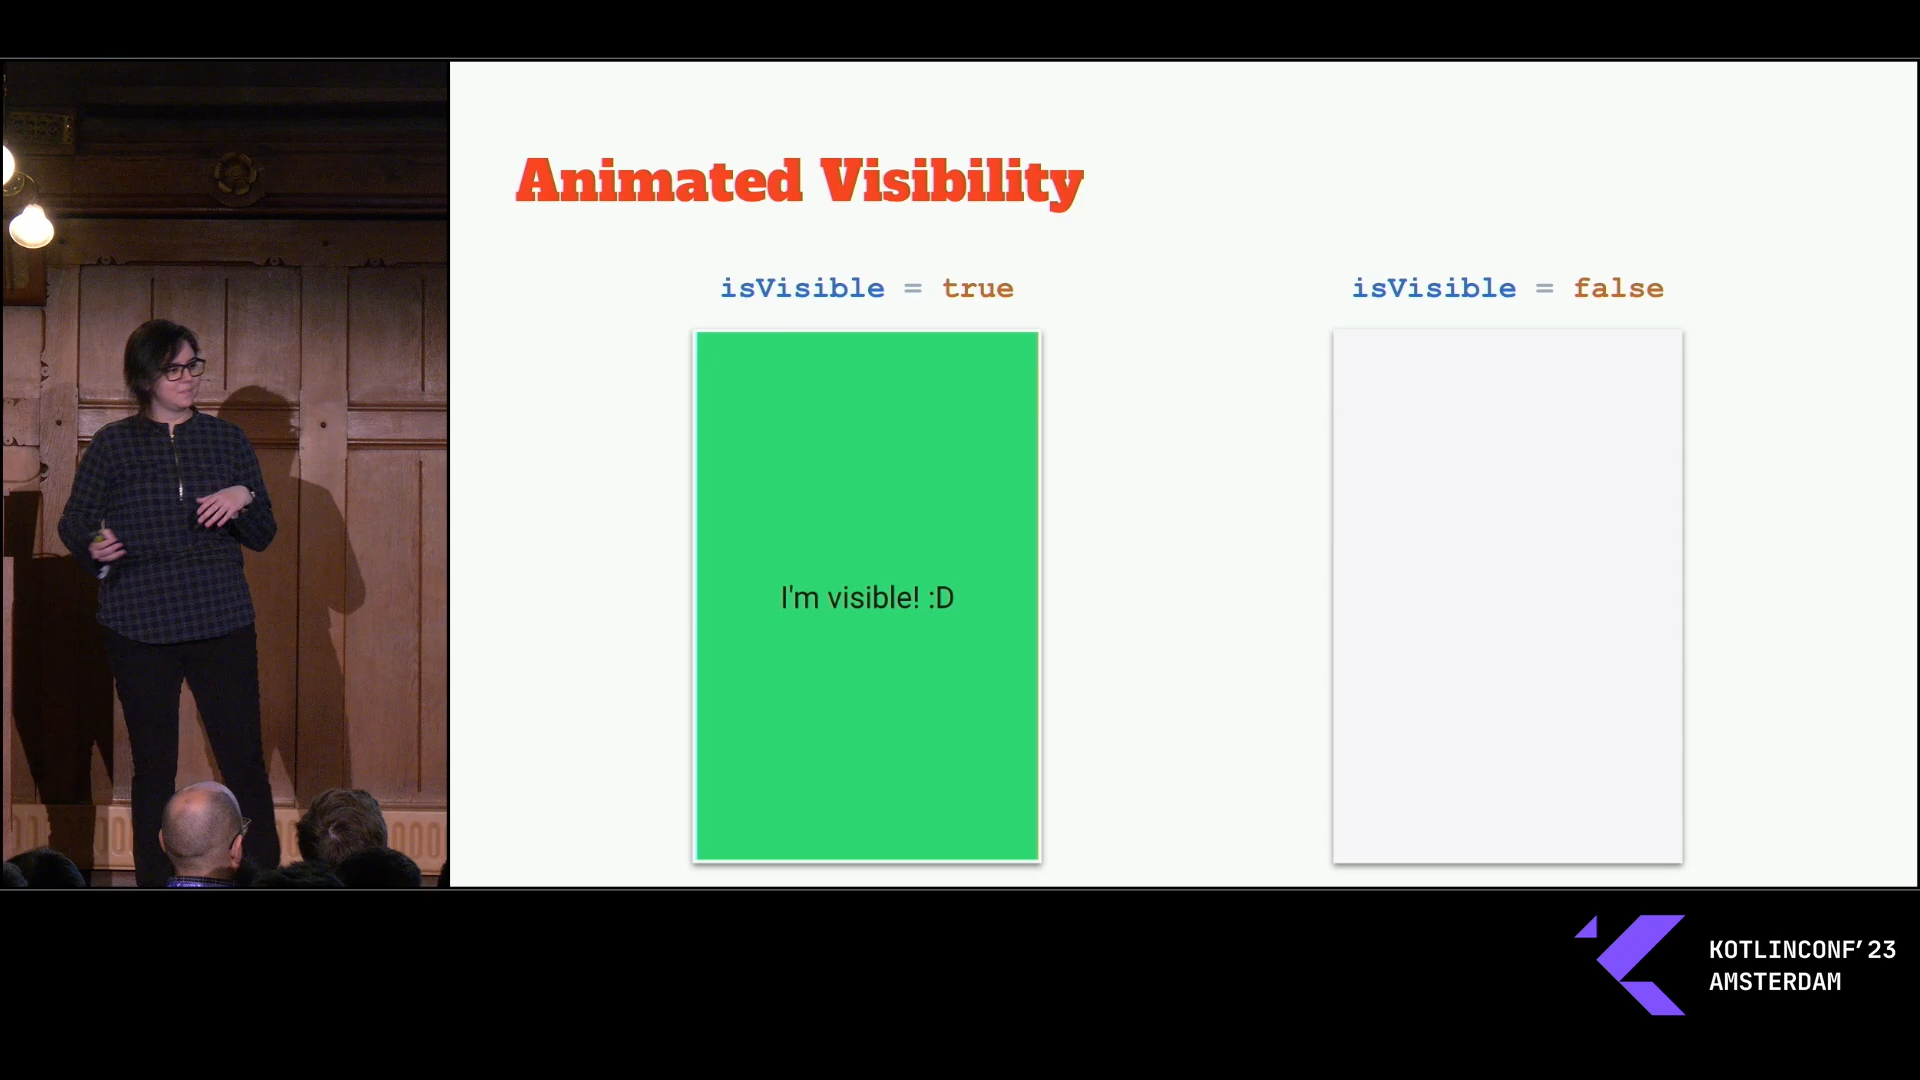 Animated Visibility
isVisible = true
isVisible = false
I'm visible! :D
KOTLINCONF'23
AMSTERDAM